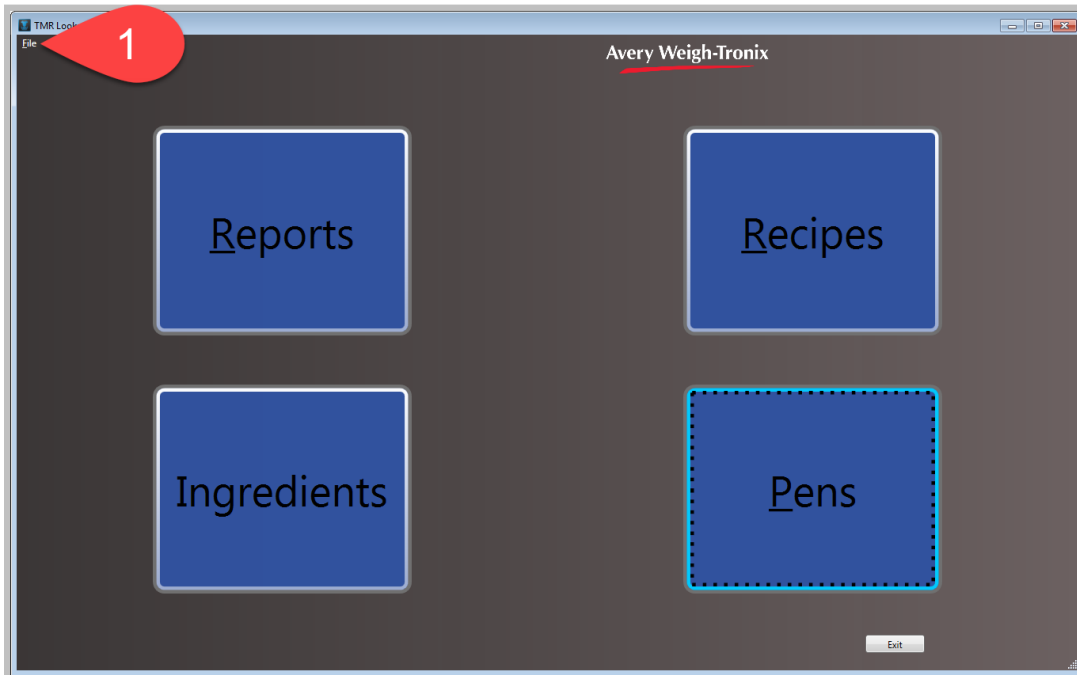 TMR Look
File
1
Avery Weigh-Tronix
Reports
Recipes
Ingredients
Pens
Exit